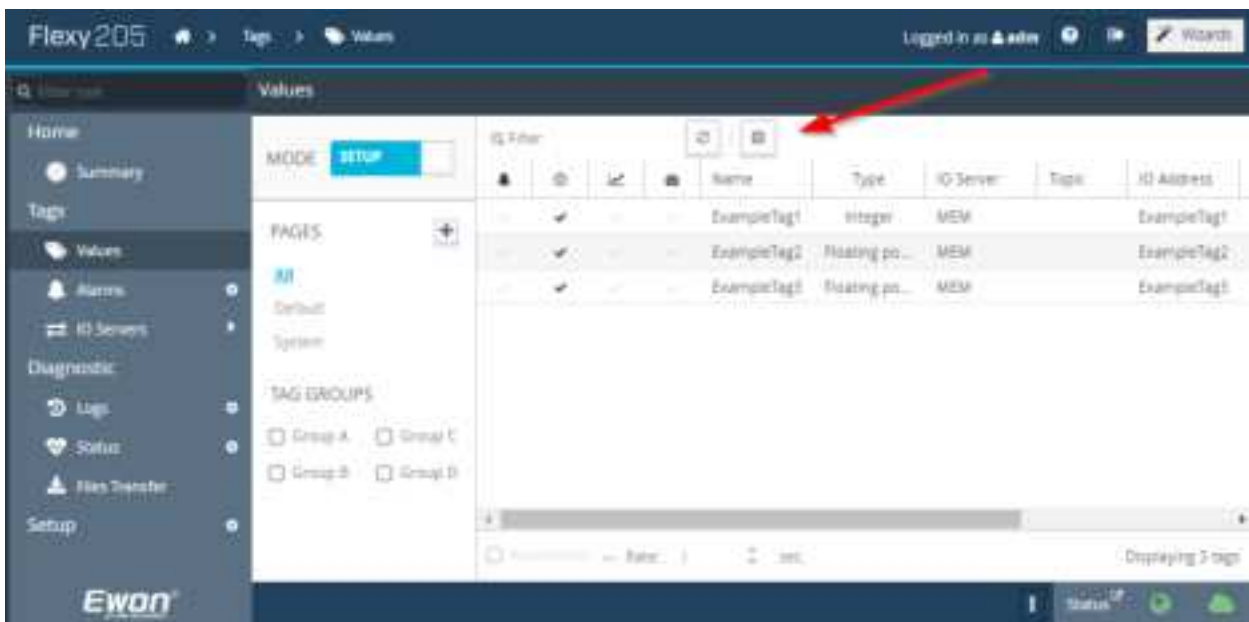 Flexy 205 > Tags > Values Logged in as adm Wizards
Values
Home
Summary
Tags
Values
Alarms
IO Servers
Diagnostic
Logs
Status
Files Transfer
Setup
Ewon
MODE SETUP
PAGES +
All
Default
System
TAG GROUPS
Group A Group C
Group B Group D
Filter
Name Type IO Server Topic IO Address
ExampleTag1 Integer MEM ExampleTag1
ExampleTag2 Floating po... MEM ExampleTag2
ExampleTag3 Floating po... MEM ExampleTag3
Rate: sec.
Displaying 3 tags
Status